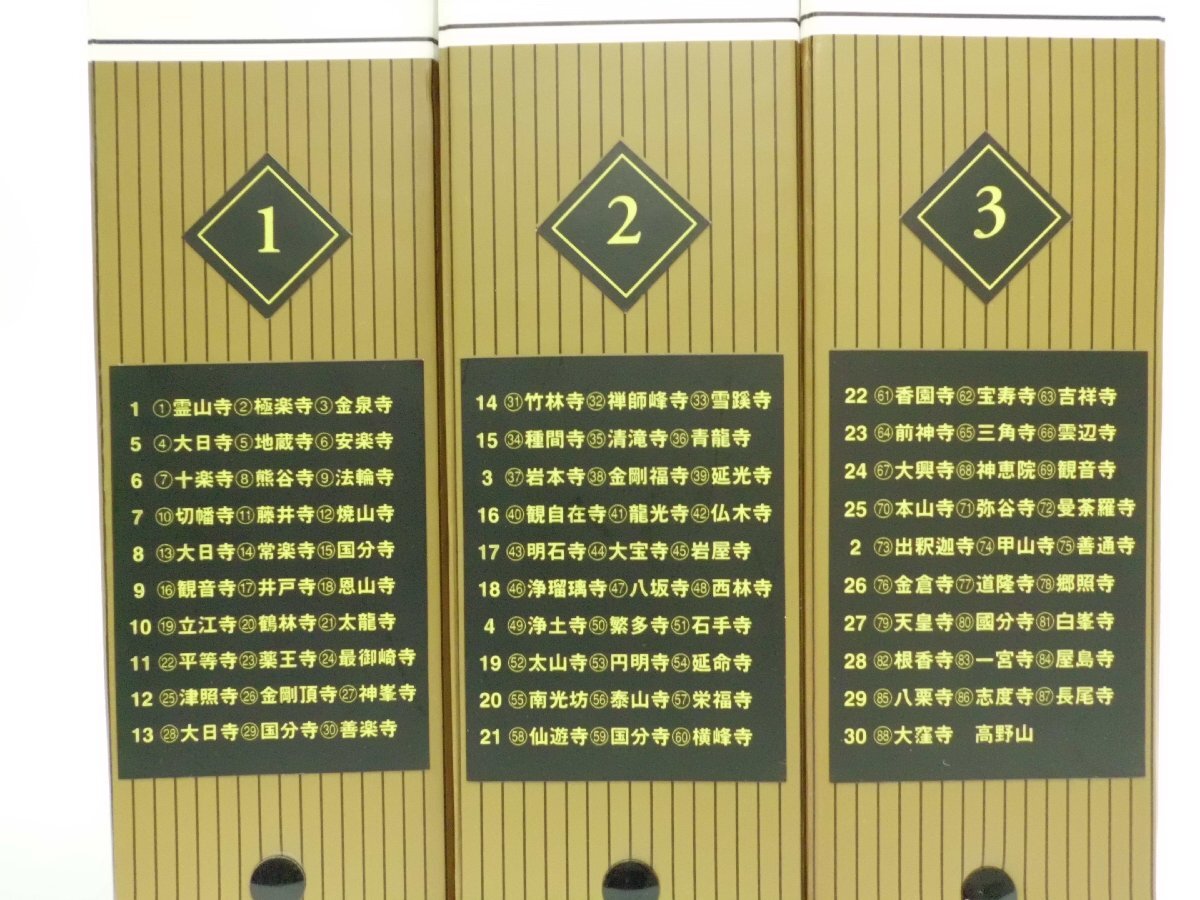 1
1 ①霊山寺②極楽寺③金泉寺
5 ④大日寺⑤地蔵寺⑥安楽寺
6 ⑦十楽寺⑧熊谷寺⑨法輪寺
7 ⑩切幡寺⑪藤井寺⑫焼山寺
8 ⑬大日寺⑭常楽寺⑮国分寺
9 ⑯観音寺⑰井戸寺⑱恩山寺
10 ⑲立江寺⑳鶴林寺㉑太龍寺
11 ㉒平等寺㉓薬王寺㉔最御崎寺
12 ㉕津照寺㉖金剛頂寺㉗神峯寺
13 ㉘大日寺㉙国分寺㉚善楽寺
2
14 ㉛竹林寺㉜禅師峰寺㉝雪蹊寺
15 ㉞種間寺㉟清滝寺㊱青龍寺
3 ㊲岩本寺㊳金剛福寺㊴延光寺
16 ㊵観自在寺㊶龍光寺㊷仏木寺
17 ㊸明石寺㊹大宝寺㊺岩屋寺
18 ㊻浄瑠璃寺㊼八坂寺㊽西林寺
4 ㊾浄土寺㊿繁多寺51石手寺
19 52太山寺53円明寺54延命寺
20 55南光坊56泰山寺57栄福寺
21 58仙遊寺59国分寺60横峰寺
3
22 61香園寺62宝寿寺63吉祥寺
23 64前神寺65三角寺66雲辺寺
24 67大興寺68神恵院69観音寺
25 70本山寺71弥谷寺72曼荼羅寺
2 73出釈迦寺74甲山寺75善通寺
26 76金倉寺77道隆寺78郷照寺
27 79天皇寺80國分寺81白峯寺
28 82根香寺83一宮寺84屋島寺
29 85八栗寺86志度寺87長尾寺
30 88大窪寺 高野山